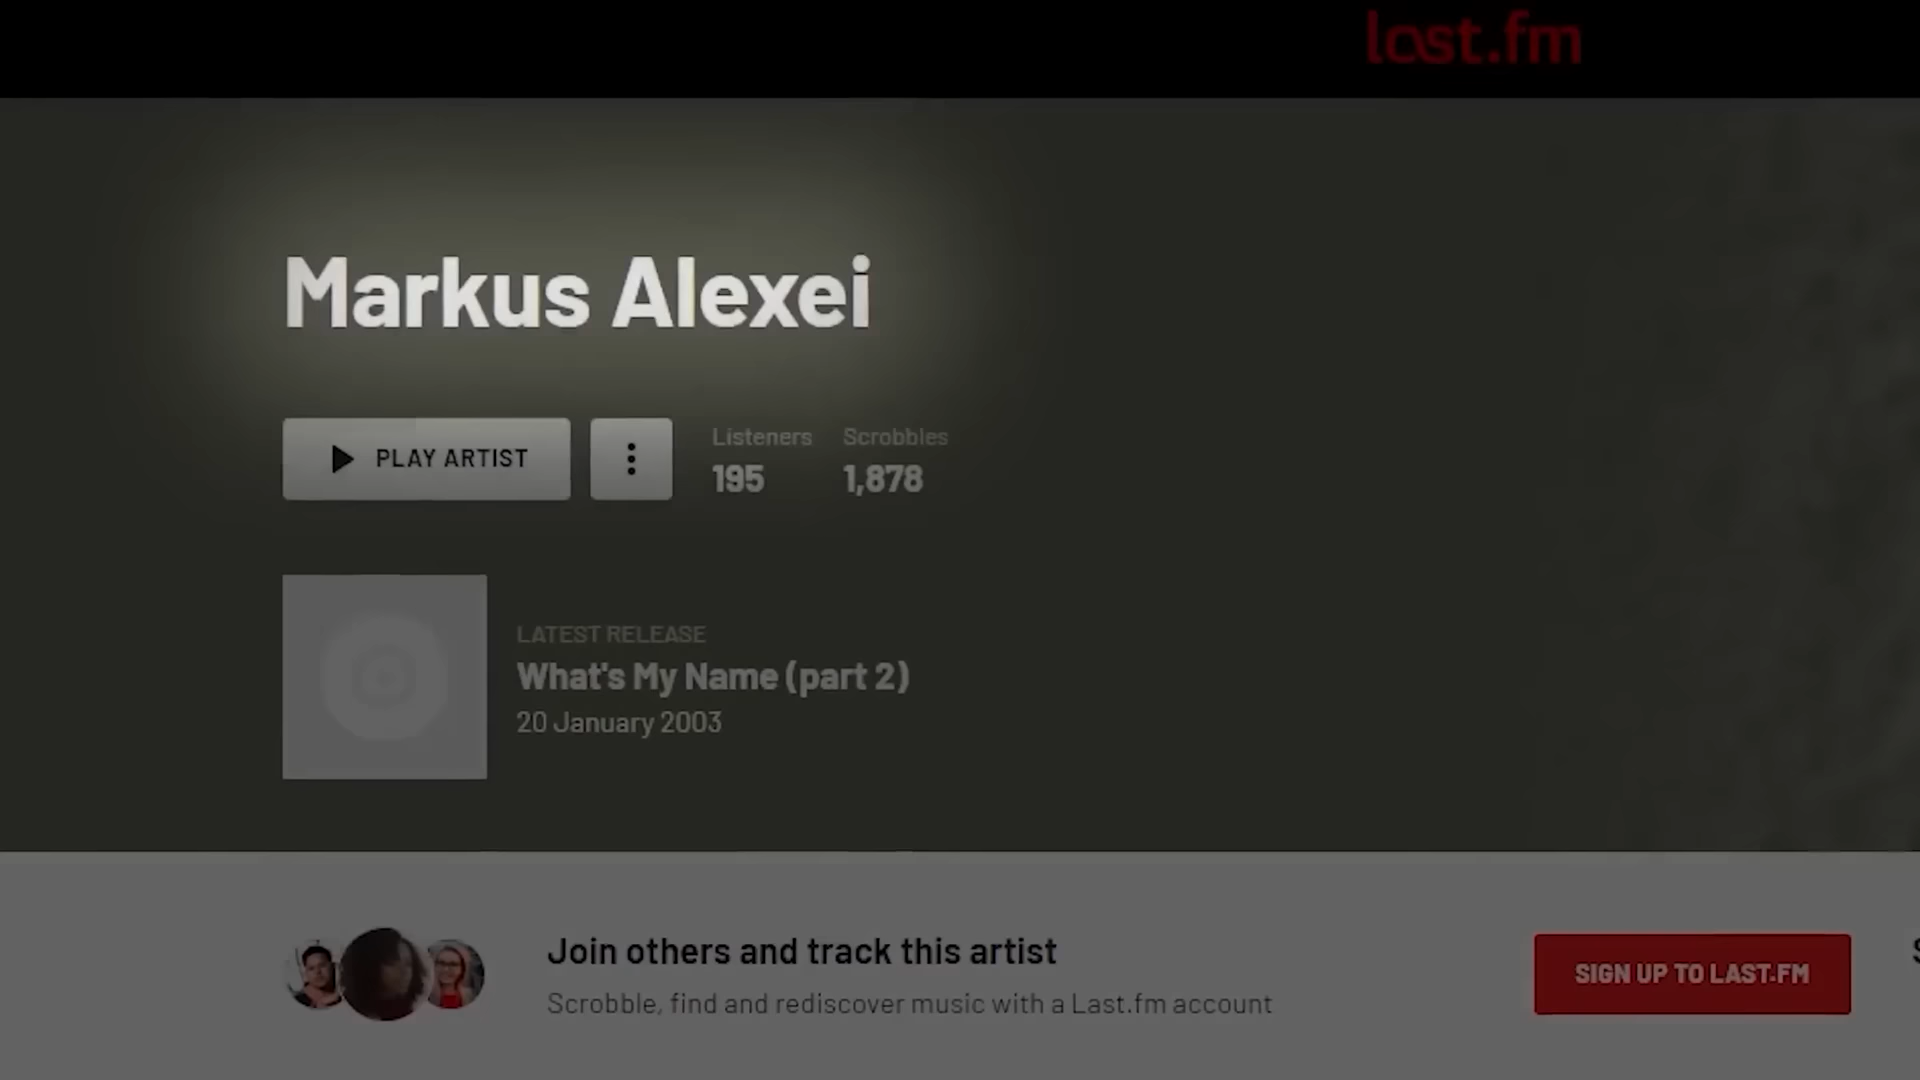 last.fm
Markus Alexei
PLAY ARTIST
Listeners
195
Scrobbles
1,878
LATEST RELEASE
What's My Name (part 2)
20 January 2003
Join others and track this artist
Scrobble, find and rediscover music with a Last.fm account
SIGN UP TO LAST.FM